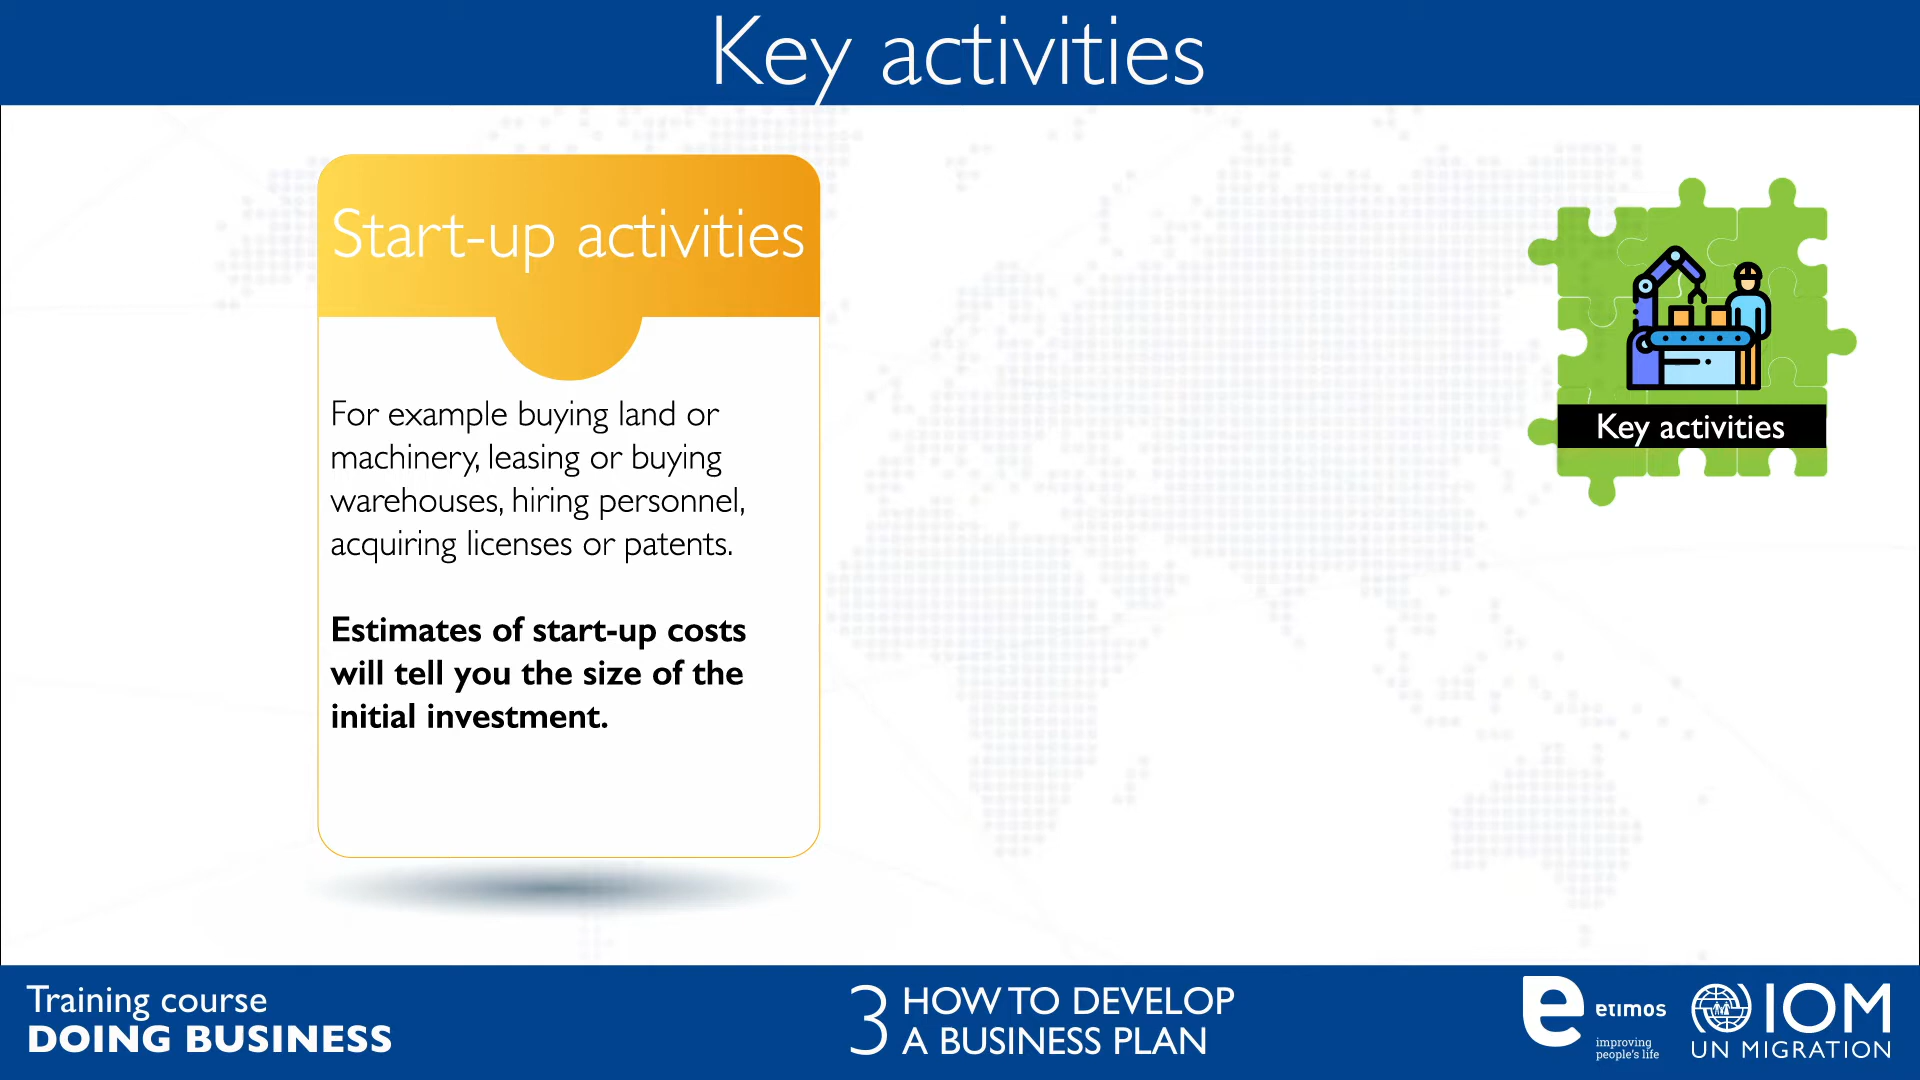 Key activities
Start-up activities
For example buying land or
machinery, leasing or buying
warehouses, hiring personnel,
acquiring licenses or patents.
Estimates of start-up costs
will tell you the size of the
initial investment.
Key activities
Training course
DOING BUSINESS
3 HOW TO DEVELOP
A BUSINESS PLAN
e
eτimos
improving
people's life
IOM
UN MIGRATION